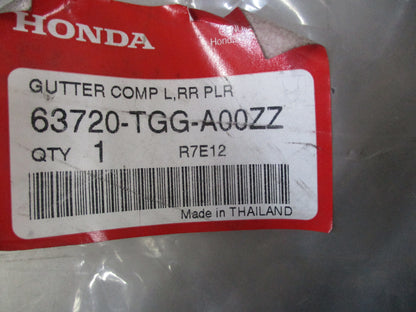 HONDA
GUTTER COMP L,RR PLR
63720-TGG-A00ZZ
QTY 1 R7E12
Made in THAILAND